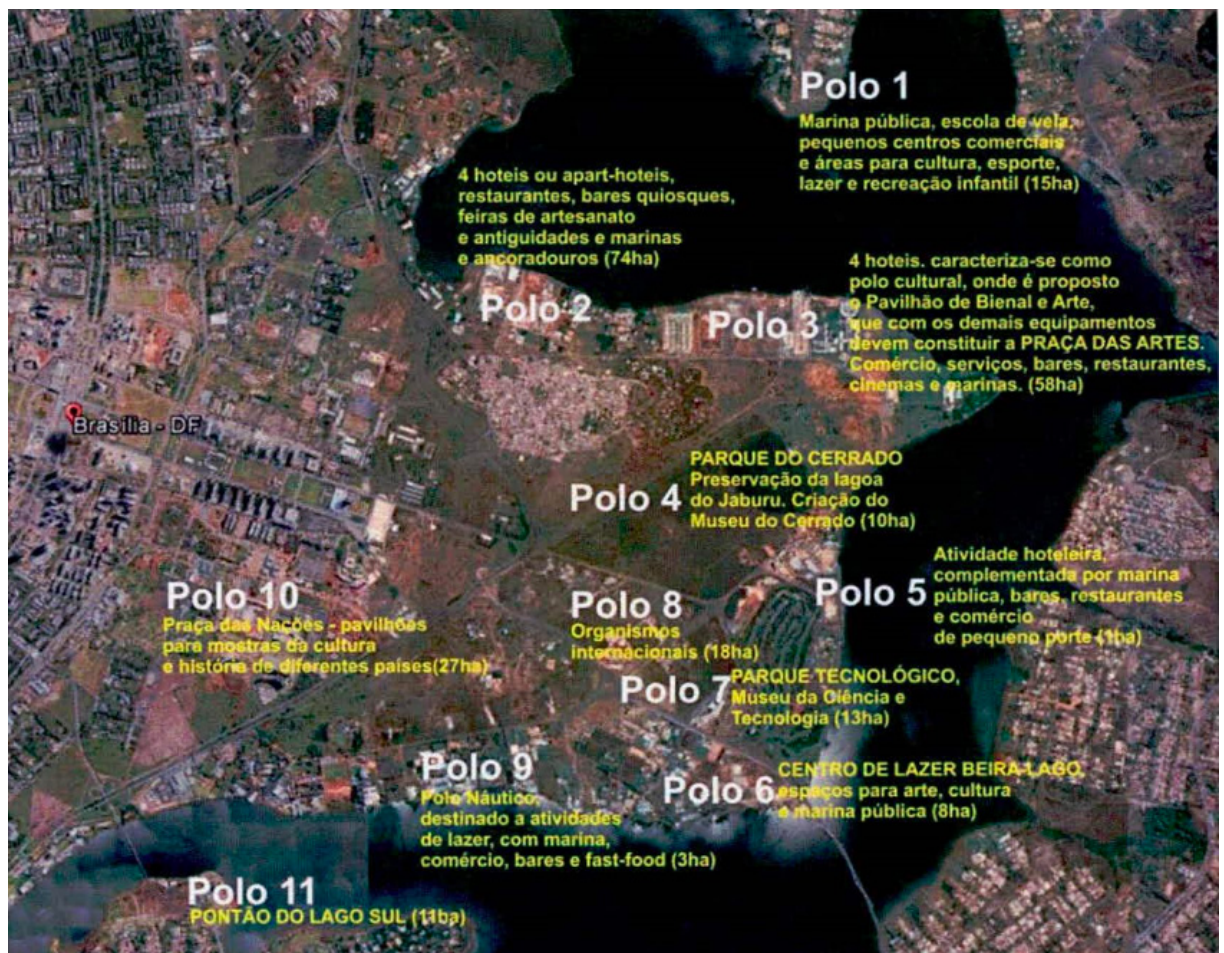 Polo 1
Marina pública, escola de vela,
pequenos centros comerciais
e áreas para cultura, esporte,
lazer e recreação infantil (15ha)
4 hoteis ou apart-hoteis,
restaurantes, bares quiosques,
feiras de artesanato
e antiguidades e marinas
e ancoradouros (74ha)
Polo 2
Polo 3
4 hoteis. caracteriza-se como
polo cultural, onde é proposto
o Pavilhão de Bienal e Arte,
que com os demais equipamentos
devem constituir a PRAÇA DAS ARTES.
Comércio, serviços, bares, restaurantes,
cinemas e marinas. (58ha)
Brasília - DF
Polo 4
PARQUE DO CERRADO
Preservação da lagoa
do Jaburu. Criação do
Museu do Cerrado (10ha)
Polo 5
Atividade hoteleira,
complementada por marina
pública, bares, restaurantes
e comércio
de pequeno porte (1ha)
Polo 10
Praça das Nações - pavilhões
para mostras da cultura
e história de diferentes países(27ha)
Polo 8
Organismos
internacionais (18ha)
Polo 7
PARQUE TECNOLÓGICO,
Museu da Ciência e
Tecnologia (13ha)
Polo 9
Polo Náutico,
destinado a atividades
de lazer, com marina,
comércio, bares e fast-food (3ha)
Polo 6
CENTRO DE LAZER BEIRA-LAGO,
espaços para arte, cultura
e marina pública (8ha)
Polo 11
PONTÃO DO LAGO SUL (11ha)